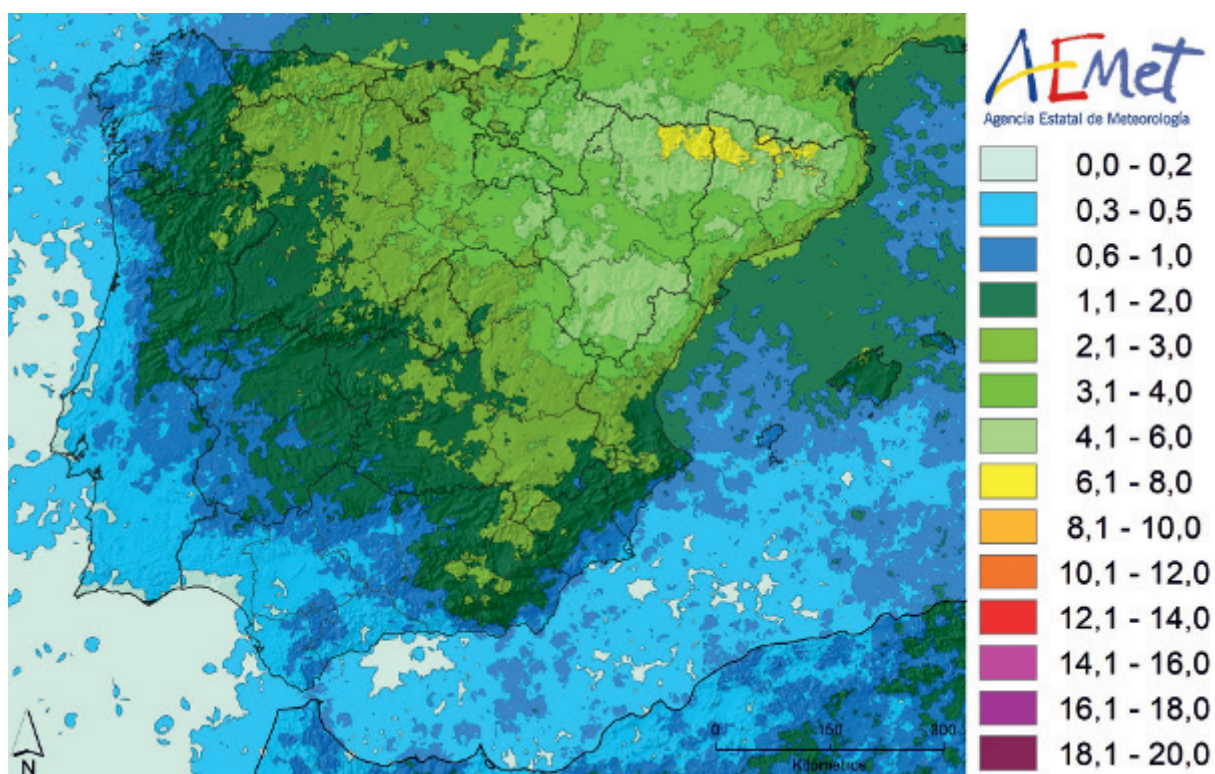 AEMet
Agencia Estatal de Meteorología
0,0 - 0,2
0,3 - 0,5
0,6 - 1,0
1,1 - 2,0
2,1 - 3,0
3,1 - 4,0
4,1 - 6,0
6,1 - 8,0
8,1 - 10,0
10,1 - 12,0
12,1 - 14,0
14,1 - 16,0
16,1 - 18,0
18,1 - 20,0
0 150 300
Kilometers
N